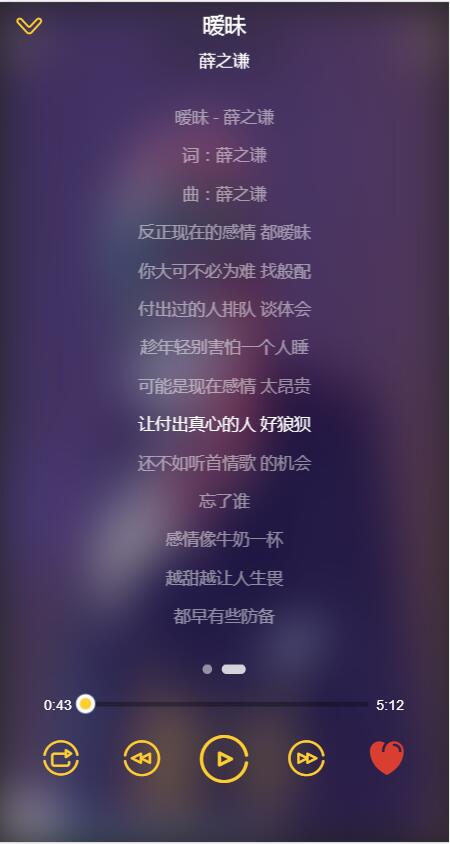 暧昧
薛之谦
暧昧 - 薛之谦
词：薛之谦
曲：薛之谦
反正现在的感情 都暧昧
你大可不必为难 找般配
付出过的人排队 谈体会
趁年轻别害怕一个人睡
可能是现在感情 太昂贵
让付出真心的人 好狼狈
还不如听首情歌 的机会
忘了谁
感情像牛奶一杯
越甜越让人生畏
都早有些防备
0:43 5:12